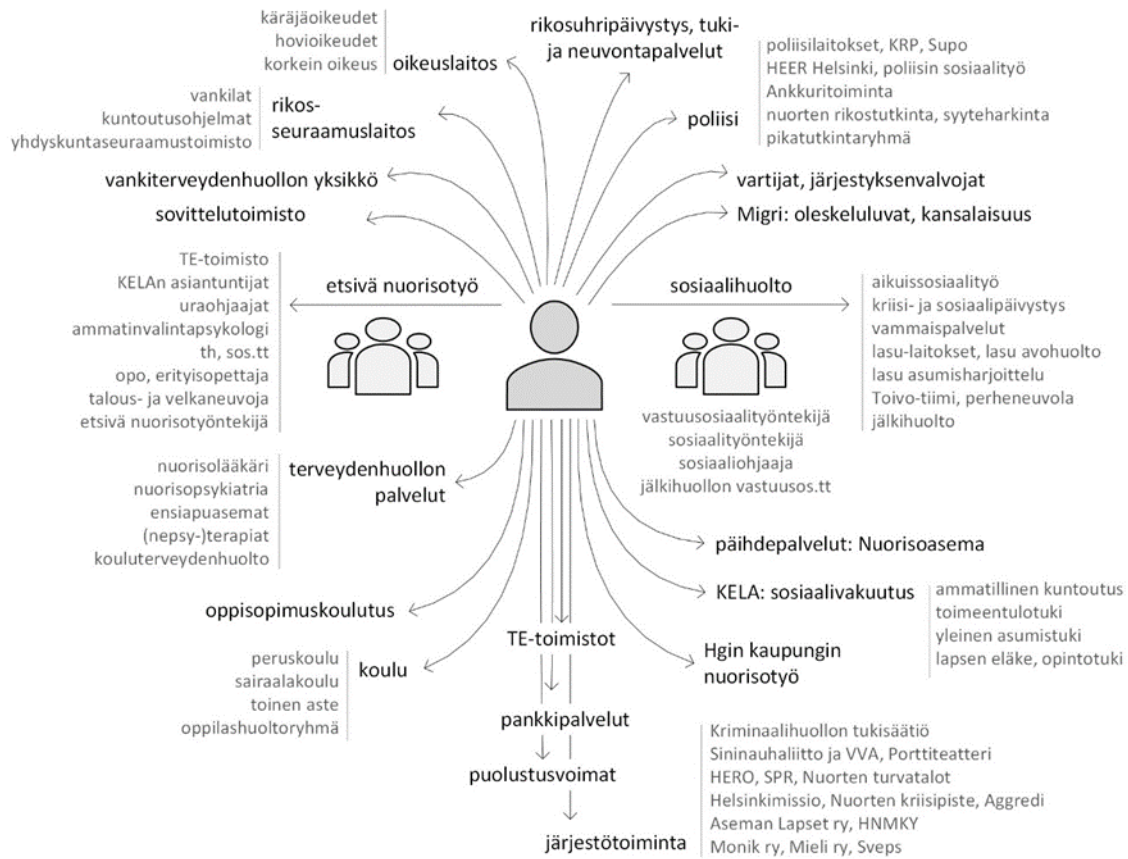 käräjäoikeudet
hovioikeudet
korkein oikeus
oikeuslaitos
rikosuhripäivystys, tuki-
ja neuvontapalvelut
poliisilaitokset, KRP, Supo
HEER Helsinki, poliisin sosiaalityö
Ankkuritoiminta
nuorten rikostutkinta, syyteharkinta
pikatutkintaryhmä
poliisi
vankilat
kuntoutusohjelmat
yhdyskuntaseuraamustoimisto
rikos-
seuraamuslaitos
vankiterveydenhuollon yksikkö
vartijat, järjestyksenvalvojat
sovittelutoimisto
Migri: oleskeluluvat, kansalaisuus
TE-toimisto
KELAn asiantuntijat
uraohjaajat
ammatinvalintapsykologi
th, sos.tt
opo, erityisopettaja
talous- ja velkaneuvoja
etsivä nuorisotyöntekijä
etsivä nuorisotyö
sosiaalihuolto
aikuissosiaalityö
kriisi- ja sosiaalipäivystys
vammaispalvelut
lasu-laitokset, lasu avohuolto
lasu asumisharjoittelu
Toivo-tiimi, perheneuvola
jälkihuolto
vastuusosiaalityöntekijä
sosiaalityöntekijä
sosiaaliohjaaja
jälkihuollon vastuusos.tt
nuorisolääkäri
nuorisopsykiatria
ensiapuasemat
(nepsy-)terapiat
kouluterveydenhuolto
terveydenhuollon
palvelut
päihdepalvelut: Nuorisoasema
oppisopimuskoulutus
KELA: sosiaalivakuutus
ammatillinen kuntoutus
toimeentulotuki
yleinen asumistuki
lapsen eläke, opintotuki
TE-toimistot
Hgin kaupungin
nuorisotyö
peruskoulu
sairaalakoulu
toinen aste
oppilashuoltoryhmä
koulu
pankkipalvelut
puolustusvoimat
järjestötoiminta
Kriminaalihuollon tukisäätiö
Sininauhaliitto ja VVA, Porttiteatteri
HERO, SPR, Nuorten turvatalot
Helsinkimissio, Nuorten kriisipiste, Aggredi
Aseman Lapset ry, HNMKY
Monik ry, Mieli ry, Sveps